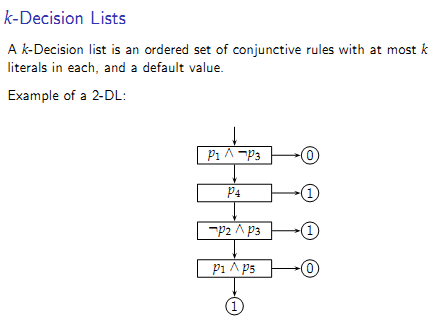 k-Decision Lists
A k-Decision list is an ordered set of conjunctive rules with at most k
literals in each, and a default value.
Example of a 2-DL:
p₁ ∧ ¬p₃ 0
p₄ 1
¬p₂ ∧ p₃ 1
p₁ ∧ p₅ 0
1